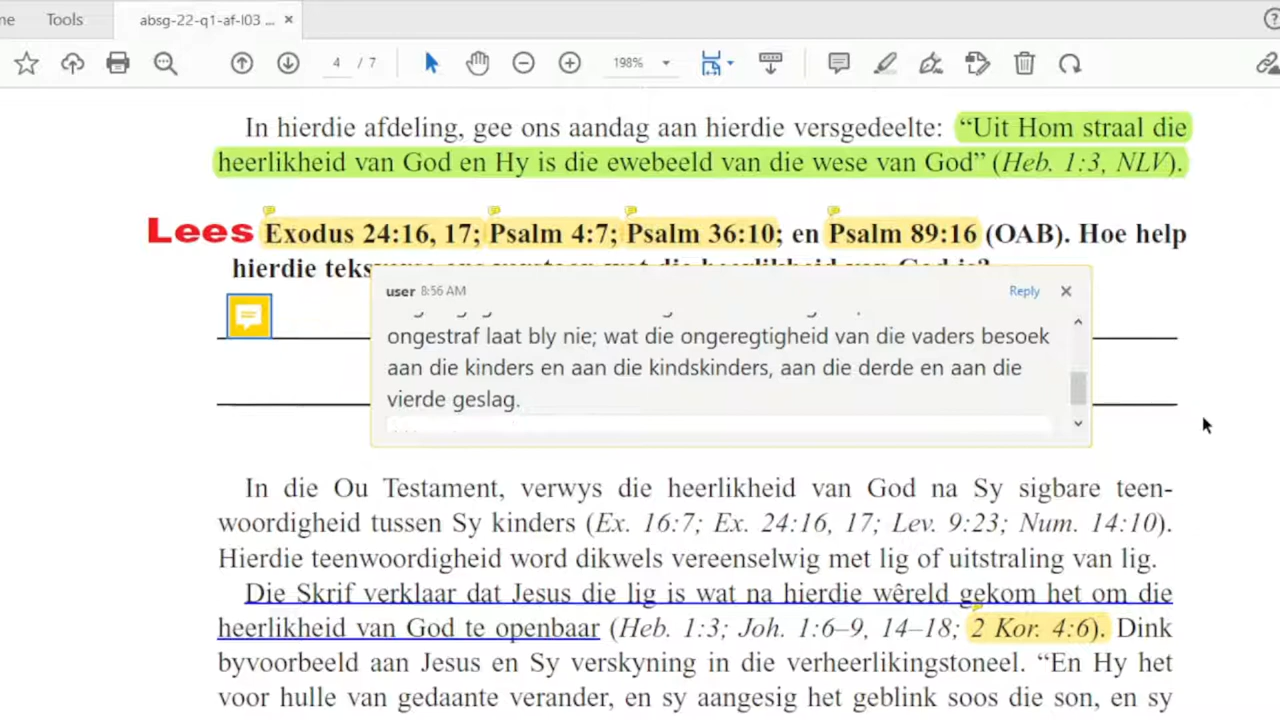 Tools
absg-22-q1-af-l03 ...
4 / 7
198%
In hierdie afdeling, gee ons aandag aan hierdie versgedeelte: “Uit Hom straal die
heerlikheid van God en Hy is die ewebeeld van die wese van God” (Heb. 1:3, NLV).
Lees Exodus 24:16, 17; Psalm 4:7; Psalm 36:10; en Psalm 89:16 (OAB). Hoe help
hierdie
user 8:56 AM Reply
ongestraf laat bly nie; wat die ongeregtigheid van die vaders besoek
aan die kinders en aan die kindskinders, aan die derde en aan die
vierde geslag.
In die Ou Testament, verwys die heerlikheid van God na Sy sigbare teen-
woordigheid tussen Sy kinders (Ex. 16:7; Ex. 24:16, 17; Lev. 9:23; Num. 14:10).
Hierdie teenwoordigheid word dikwels vereenselwig met lig of uitstraling van lig.
Die Skrif verklaar dat Jesus die lig is wat na hierdie wêreld gekom het om die
heerlikheid van God te openbaar (Heb. 1:3; Joh. 1:6–9, 14–18; 2 Kor. 4:6). Dink
byvoorbeeld aan Jesus en Sy verskyning in die verheerlikingstoneel. “En Hy het
voor hulle van gedaante verander, en sy aangesig het geblink soos die son, en sy